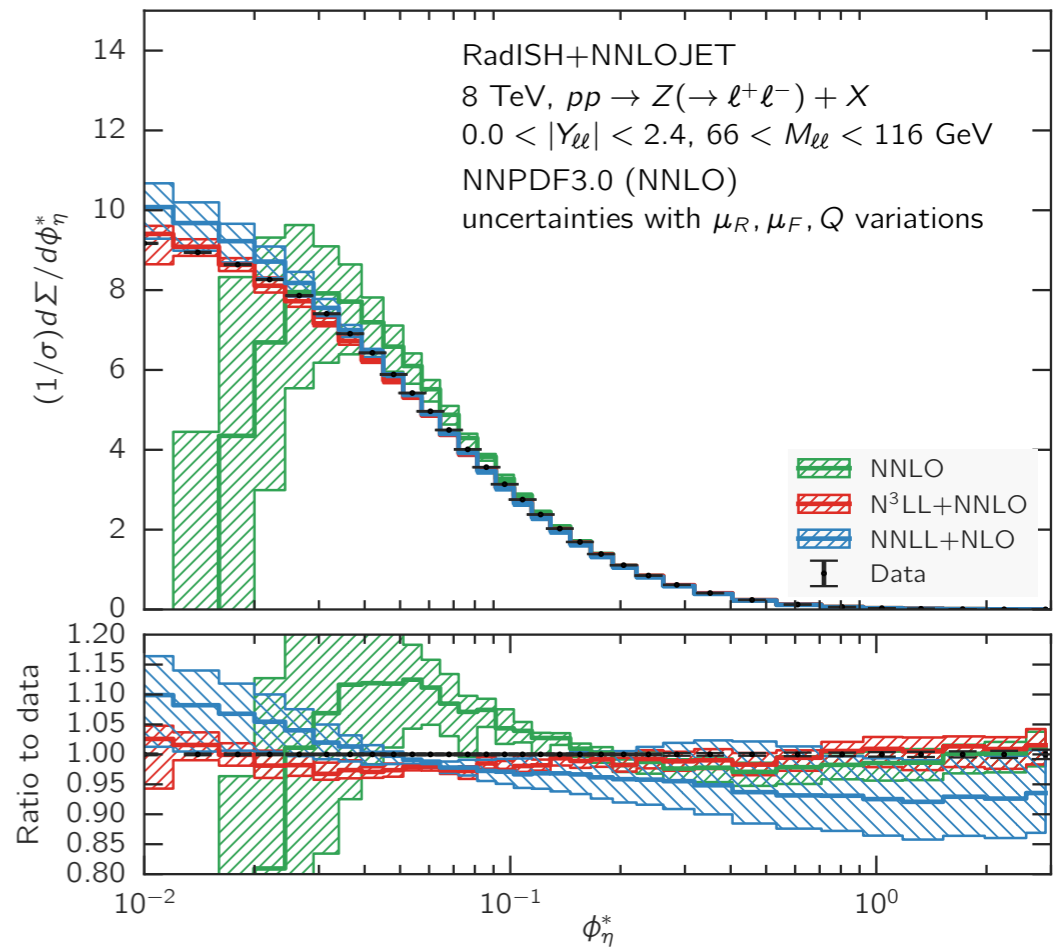 14
12
10
8
6
4
2
0
(1/σ)dΣ/dϕ*η
RadISH+NNLOJET
8 TeV, pp → Z(→ ℓ⁺ℓ⁻) + X
0.0 < |Yℓℓ| < 2.4, 66 < Mℓℓ < 116 GeV
NNPDF3.0 (NNLO)
uncertainties with μR, μF, Q variations
NNLO
N³LL+NNLO
NNLL+NLO
Data
1.20
1.15
1.10
1.05
1.00
0.95
0.90
0.85
0.80
Ratio to data
10⁻² 10⁻¹ 10⁰
ϕ*η